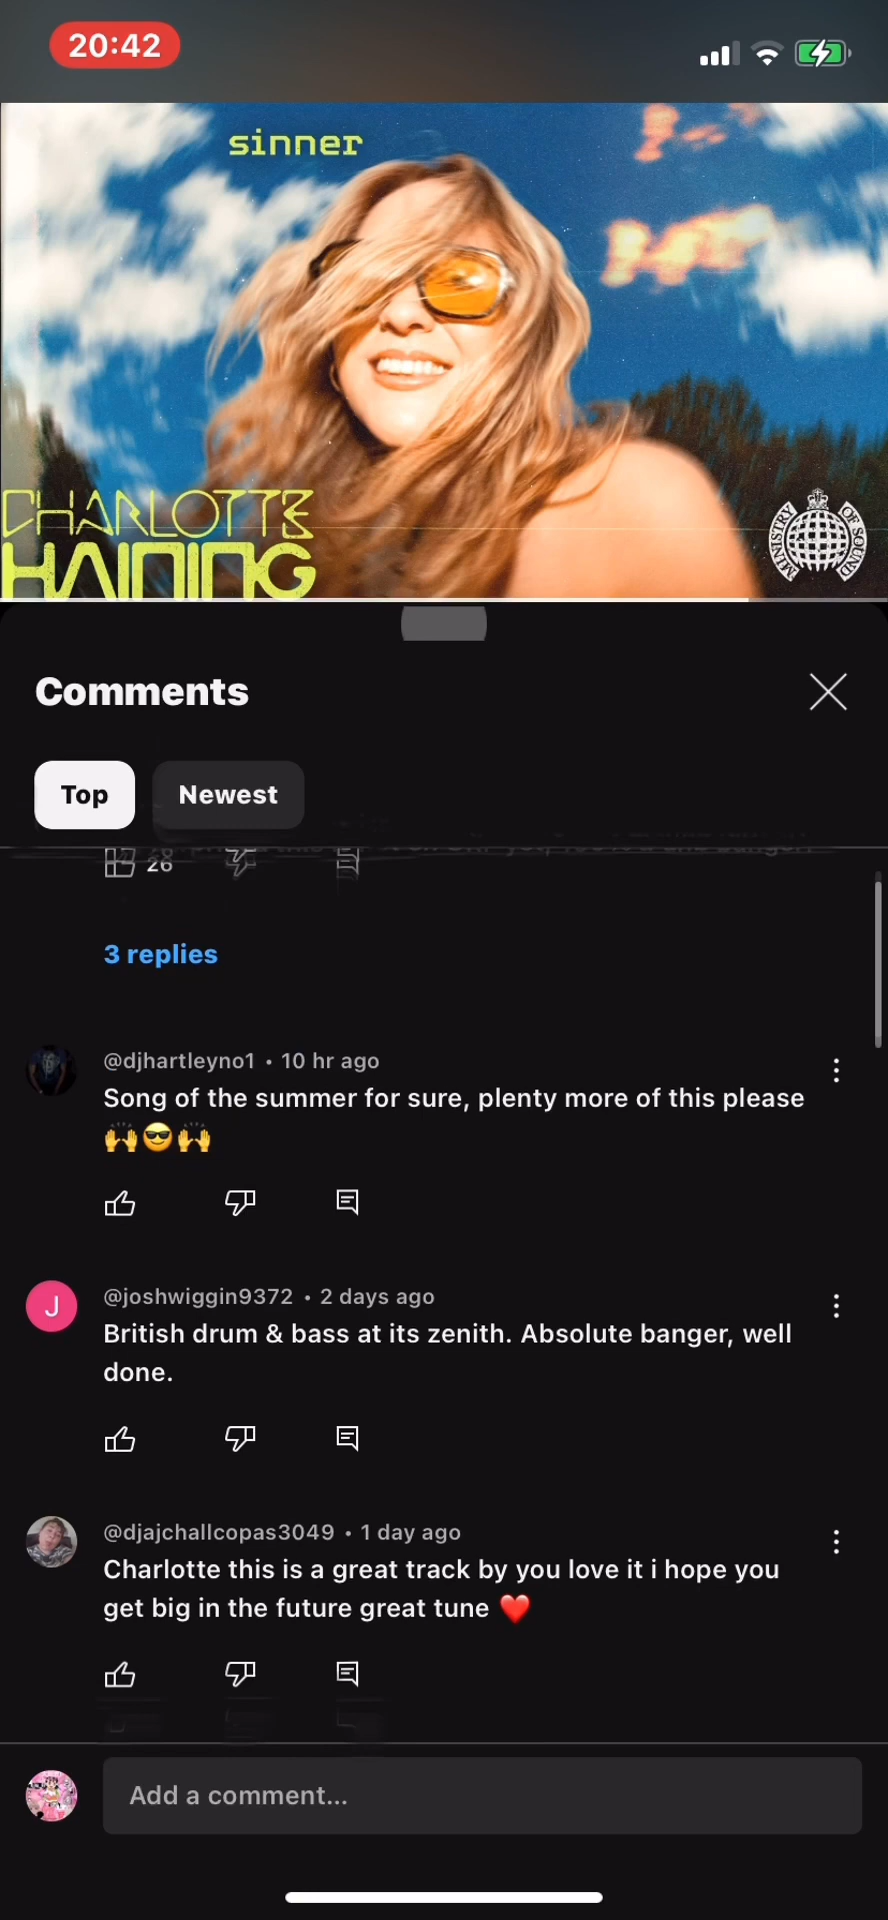 20:42
sinner
CHARLOTTE
HAINING
MINISTRY OF SOUND
Comments
Top
Newest
26
3 replies
@djhartleyno1 • 10 hr ago
Song of the summer for sure, plenty more of this please
🙌😎🙌
@joshwiggin9372 • 2 days ago
J
British drum & bass at its zenith. Absolute banger, well
done.
@djajchallcopas3049 • 1 day ago
Charlotte this is a great track by you love it i hope you
get big in the future great tune ❤️
Add a comment...